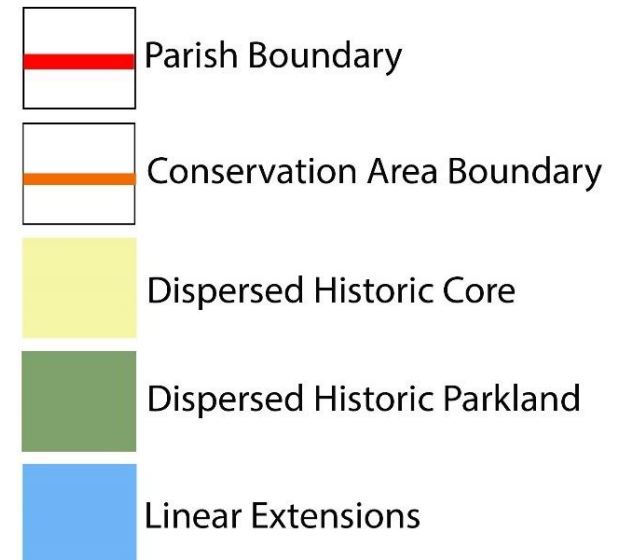 Parish Boundary
Conservation Area Boundary
Dispersed Historic Core
Dispersed Historic Parkland
Linear Extensions